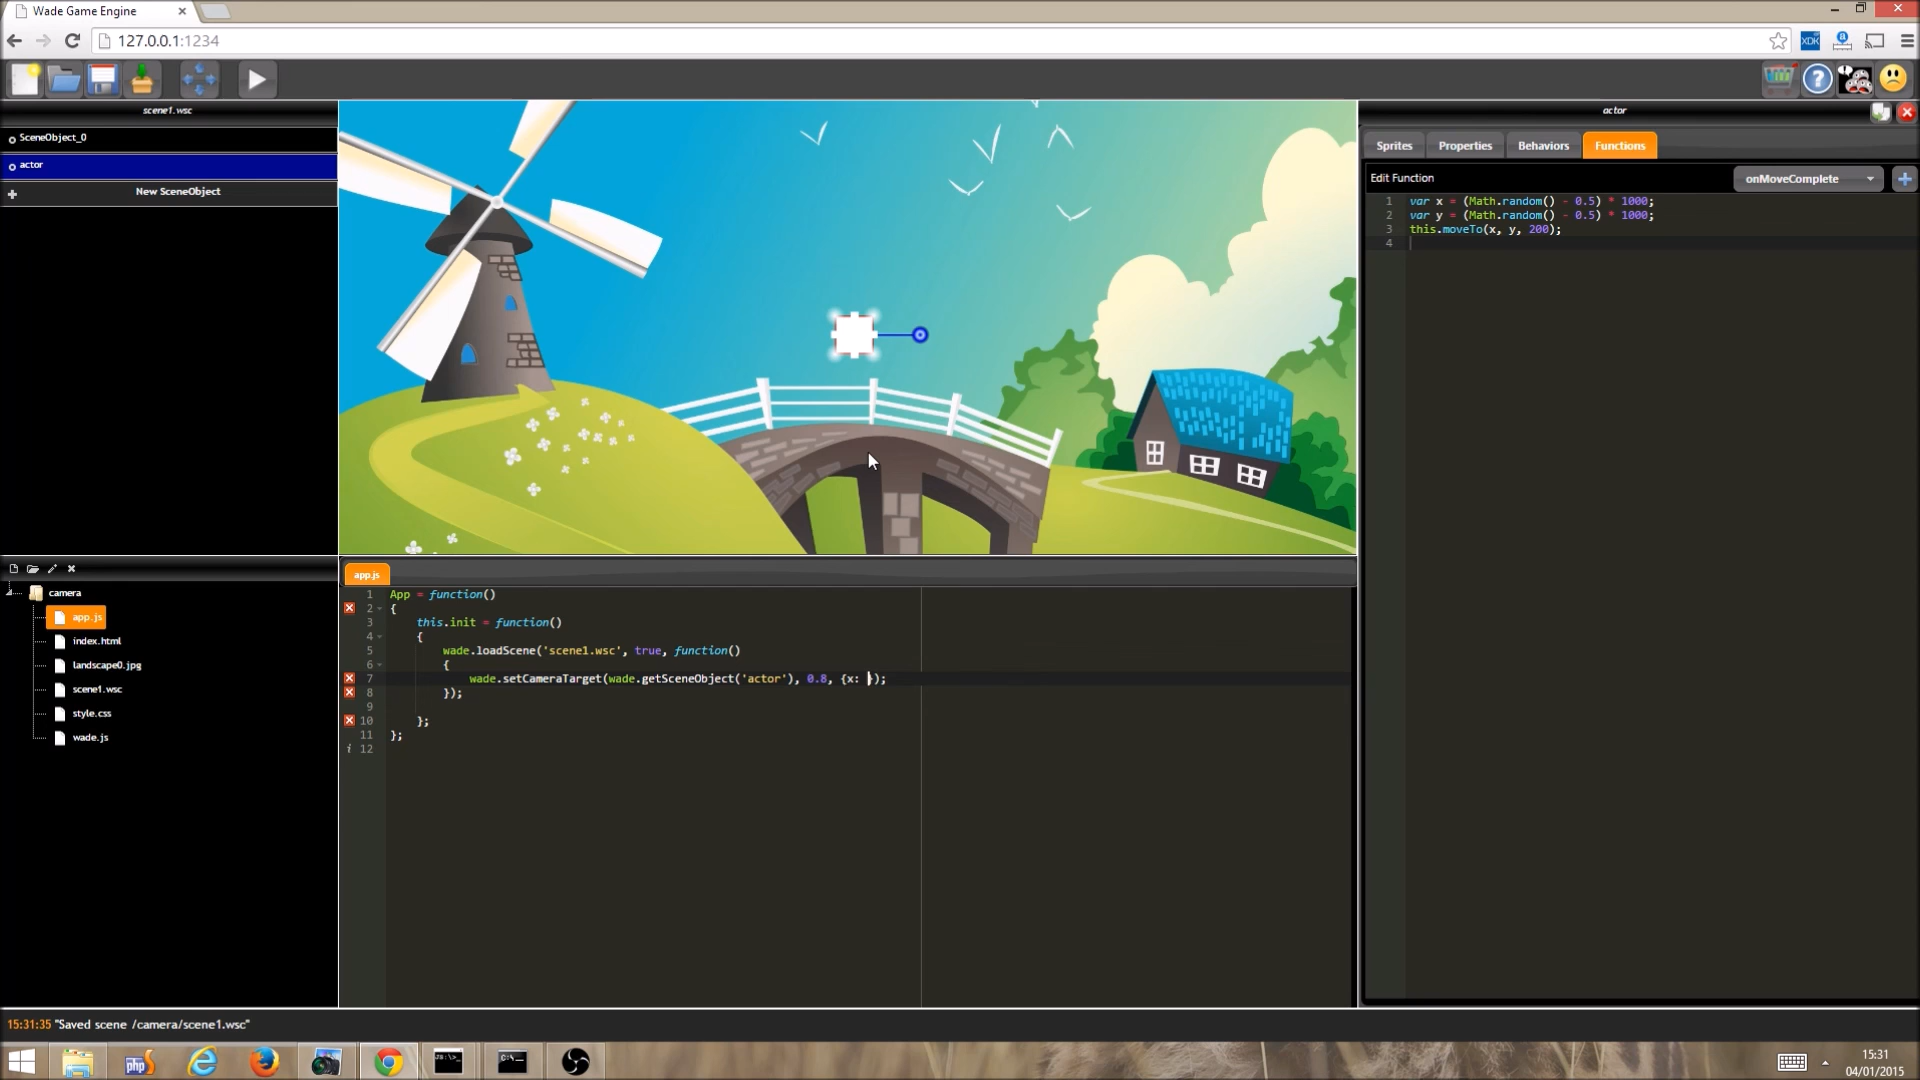 Wade Game Engine
127.0.0.1:1234
XDK
scene1.wsc
SceneObject_0
actor
New SceneObject
actor
Sprites
Properties
Behaviors
Functions
Edit Function
onMoveComplete
1 var x = (Math.random() - 0.5) * 1000;
2 var y = (Math.random() - 0.5) * 1000;
3 this.moveTo(x, y, 200);
4
camera
app.js
index.html
landscape0.jpg
scene1.wsc
style.css
wade.js
app.js
1 App = function()
2 {
3 this.init = function()
4 {
5 wade.loadScene('scene1.wsc', true, function()
6 {
7 wade.setCameraTarget(wade.getSceneObject('actor'), 0.8, {x: });
8 });
9
10 };
11 };
12
15:31:35 "Saved scene /camera/scene1.wsc"
php
15:31
04/01/2015